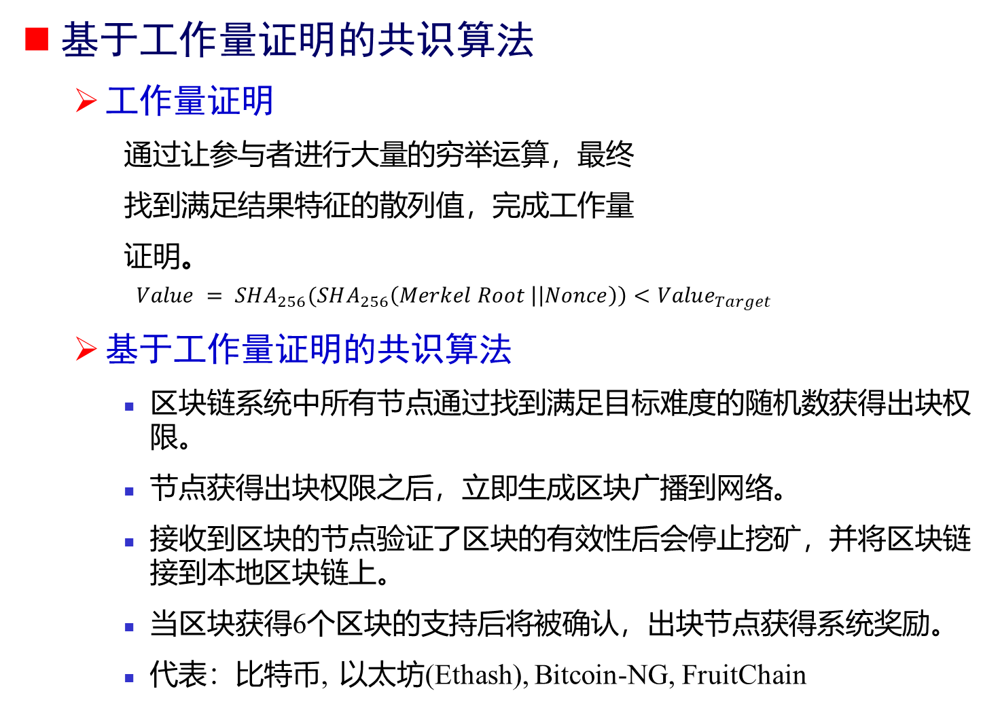 基于工作量证明的共识算法
工作量证明
通过让参与者进行大量的穷举运算，最终
找到满足结果特征的散列值，完成工作量
证明。
Value = SHA₂₅₆(SHA₂₅₆(Merkel Root ||Nonce)) < Value_Target
基于工作量证明的共识算法
区块链系统中所有节点通过找到满足目标难度的随机数获得出块权
限。
节点获得出块权限之后，立即生成区块广播到网络。
接收到区块的节点验证了区块的有效性后会停止挖矿，并将区块链
接到本地区块链上。
当区块获得6个区块的支持后将被确认，出块节点获得系统奖励。
代表：比特币, 以太坊(Ethash), Bitcoin-NG, FruitChain